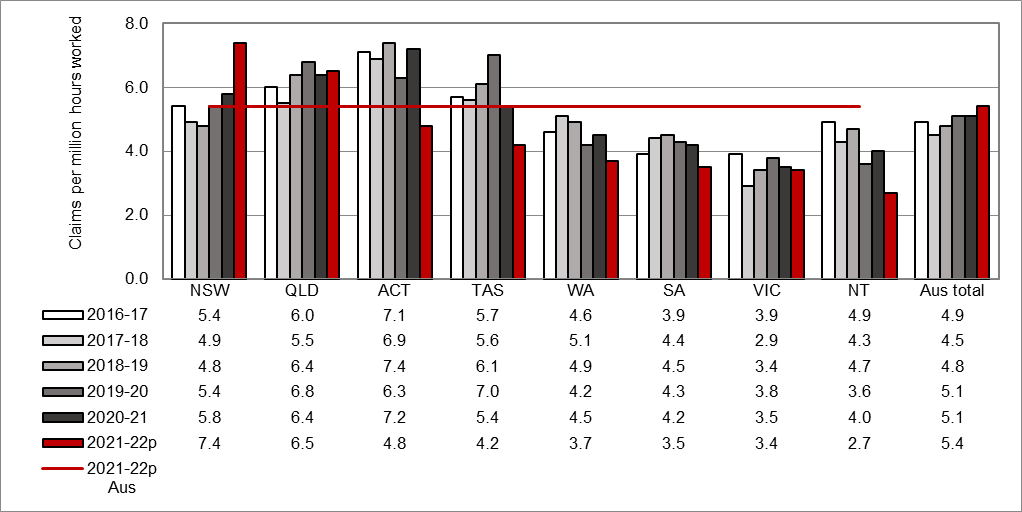 Claims per million hours worked
8.0
6.0
4.0
2.0
0.0
NSW QLD ACT TAS WA SA VIC NT Aus total
2016-17 5.4 6.0 7.1 5.7 4.6 3.9 3.9 4.9 4.9
2017-18 4.9 5.5 6.9 5.6 5.1 4.4 2.9 4.3 4.5
2018-19 4.8 6.4 7.4 6.1 4.9 4.5 3.4 4.7 4.8
2019-20 5.4 6.8 6.3 7.0 4.2 4.3 3.8 3.6 5.1
2020-21 5.8 6.4 7.2 5.4 4.5 4.2 3.5 4.0 5.1
2021-22p 7.4 6.5 4.8 4.2 3.7 3.5 3.4 2.7 5.4
2021-22p
Aus